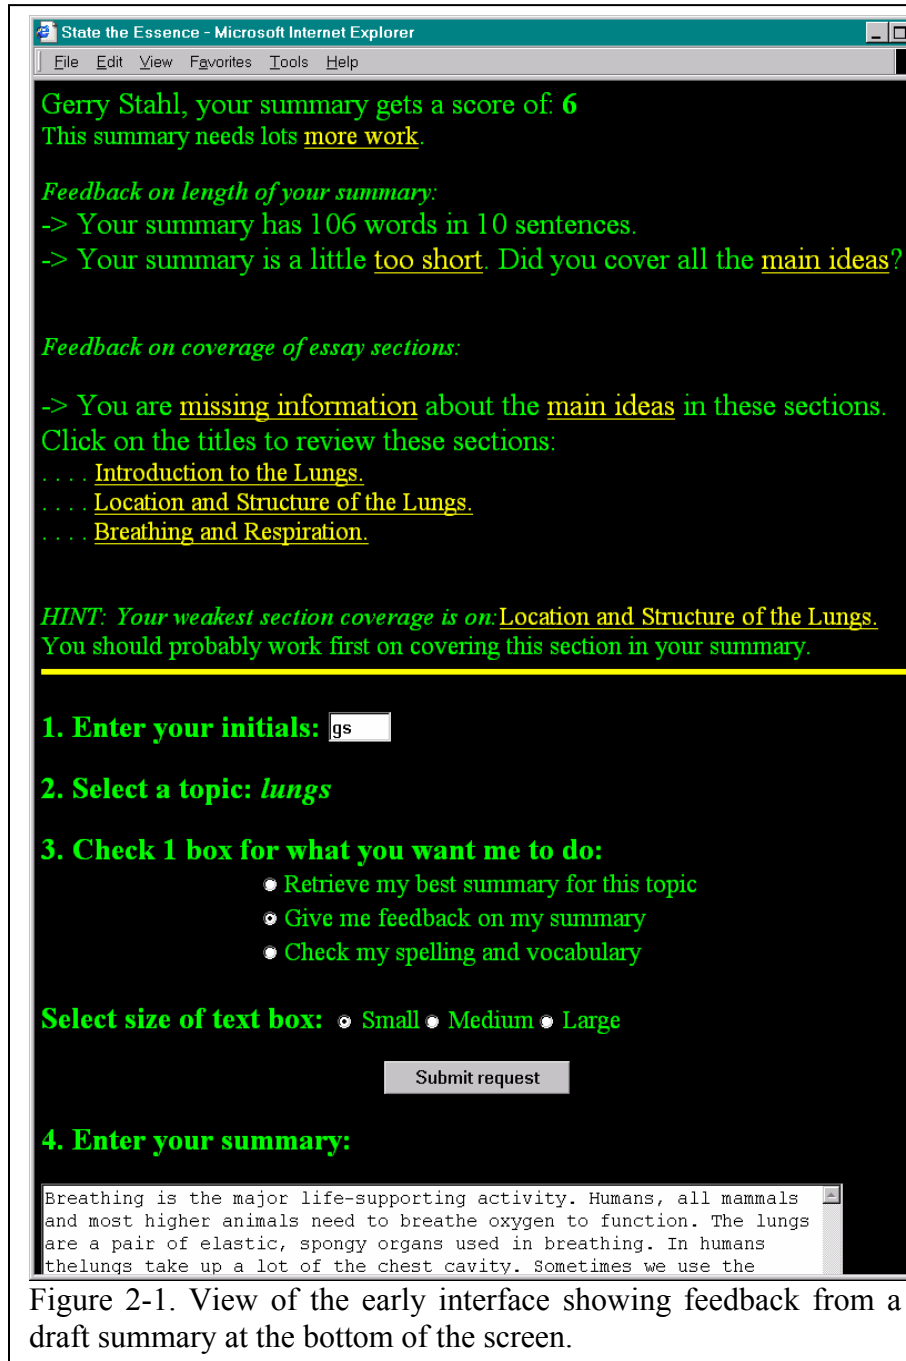 State the Essence - Microsoft Internet Explorer
File Edit View Favorites Tools Help
Gerry Stahl, your summary gets a score of: 6
This summary needs lots more work.
Feedback on length of your summary:
-> Your summary has 106 words in 10 sentences.
-> Your summary is a little too short. Did you cover all the main ideas?
Feedback on coverage of essay sections:
-> You are missing information about the main ideas in these sections.
Click on the titles to review these sections:
. . . . Introduction to the Lungs.
. . . . Location and Structure of the Lungs.
. . . . Breathing and Respiration.
HINT: Your weakest section coverage is on:Location and Structure of the Lungs.
You should probably work first on covering this section in your summary.
1. Enter your initials: gs
2. Select a topic: lungs
3. Check 1 box for what you want me to do:
Retrieve my best summary for this topic
Give me feedback on my summary
Check my spelling and vocabulary
Select size of text box: Small Medium Large
Submit request
4. Enter your summary:
Breathing is the major life-supporting activity. Humans, all mammals
and most higher animals need to breathe oxygen to function. The lungs
are a pair of elastic, spongy organs used in breathing. In humans
thelungs take up a lot of the chest cavity. Sometimes we use the
Figure 2-1. View of the early interface showing feedback from a
draft summary at the bottom of the screen.